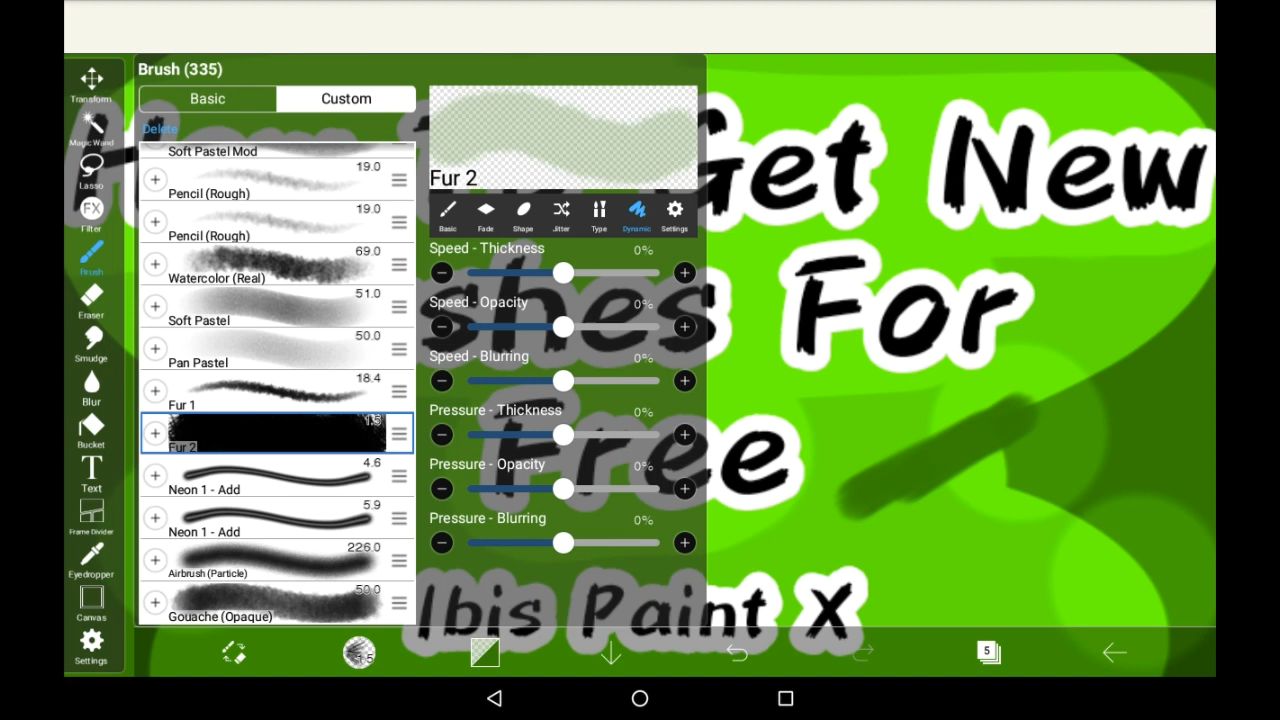 Brush (335)
Basic
Custom
Delete
Soft Pastel Mod
19.0
Pencil (Rough)
19.0
Pencil (Rough)
69.0
Watercolor (Real)
51.0
Soft Pastel
50.0
Pan Pastel
18.4
Fur 1
1.5
Fur 2
4.6
Neon 1 - Add
5.9
Neon 1 - Add
226.0
Airbrush (Particle)
50.0
Gouache (Opaque)
Transform
Magic Wand
Lasso
FX
Filter
Brush
Eraser
Smudge
Blur
Bucket
T
Text
Frame Divider
Eyedropper
Canvas
Settings
Fur 2
Basic
Fade
Shape
Jitter
Type
Dynamic
Settings
Speed - Thickness 0%
Speed - Opacity 0%
Speed - Blurring 0%
Pressure - Thickness 0%
Pressure - Opacity 0%
Pressure - Blurring 0%
Get New
shes For
Free
Ibis Paint X
1.5
5